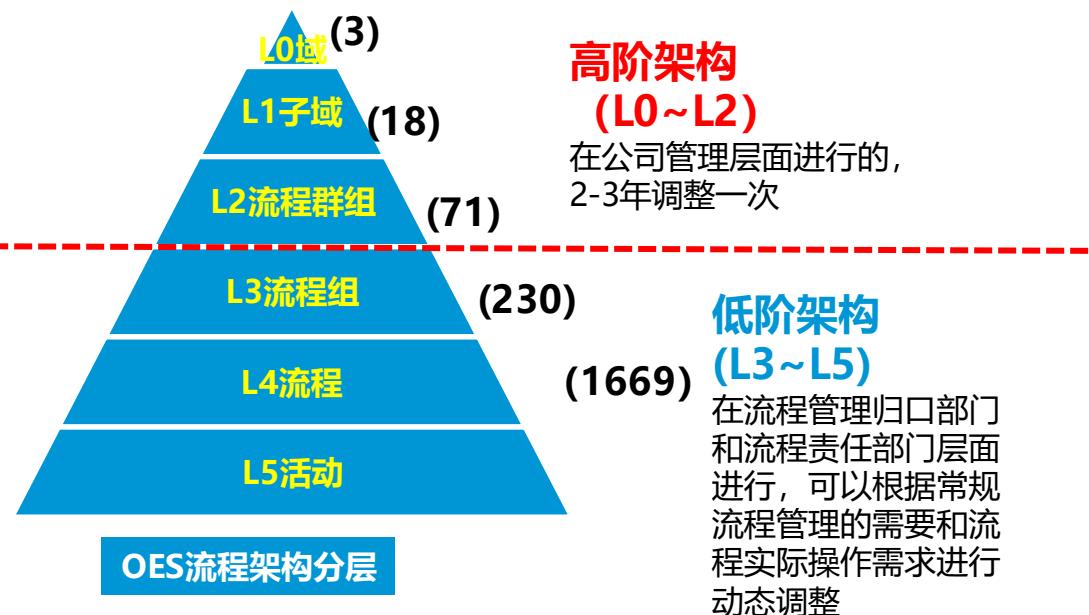 L0域
(3)
L1子域
(18)
L2流程群组
(71)
高阶架构
（L0~L2）
在公司管理层面进行的，
2-3年调整一次
L3流程组
(230)
L4流程
(1669)
L5活动
OES流程架构分层
低阶架构
(L3~L5)
在流程管理归口部门
和流程责任部门层面
进行，可以根据常规
流程管理的需要和流
程实际操作需求进行
动态调整